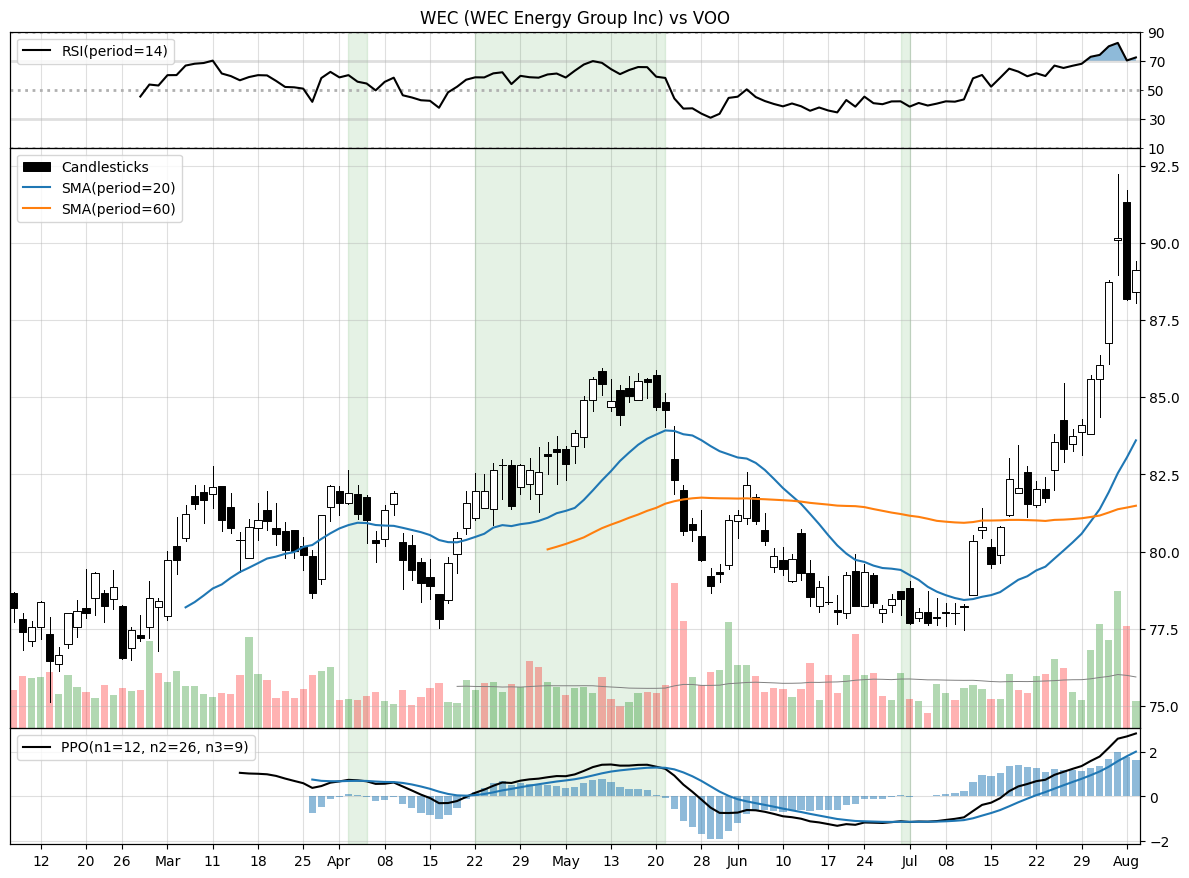 WEC (WEC Energy Group Inc) vs VOO
RSI(period=14)
90
70
50
30
10
Candlesticks
SMA(period=20)
SMA(period=60)
92.5
90.0
87.5
85.0
82.5
80.0
77.5
75.0
PPO(n1=12, n2=26, n3=9)
2
0
−2
12 20 26 Mar 11 18 25 Apr 08 15 22 29 May 13 20 28 Jun 10 17 24 Jul 08 15 22 29 Aug